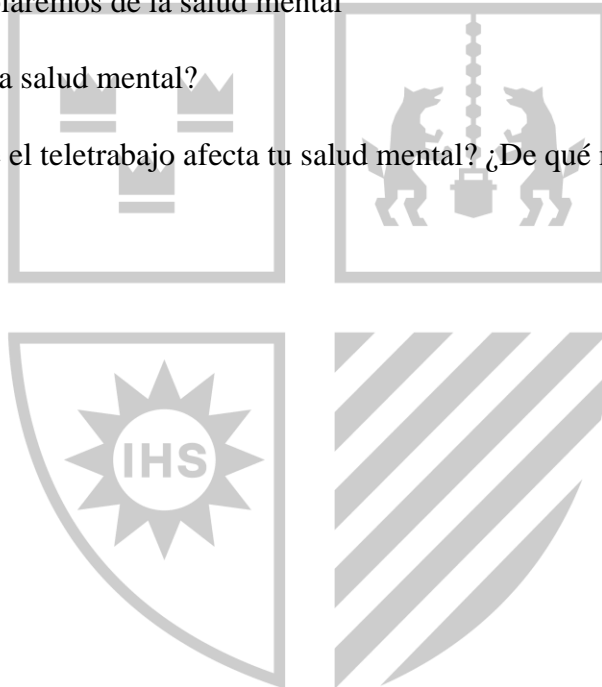 laremos de la salud mental
a salud mental?
el teletrabajo afecta tu salud mental? ¿De qué
IHS